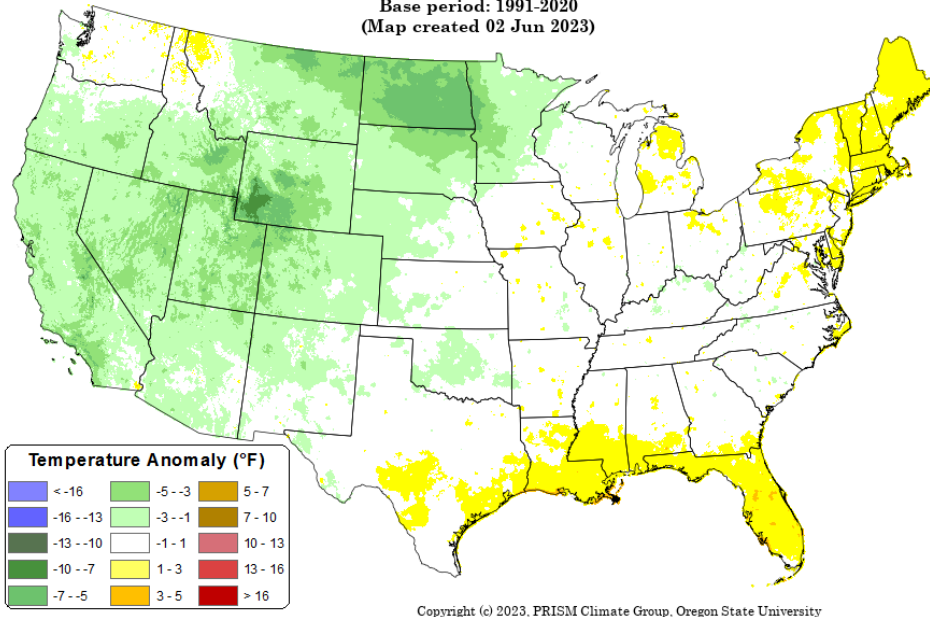 Base period: 1991-2020
(Map created 02 Jun 2023)
Temperature Anomaly (°F)
< -16
-5 - -3
5 - 7
-16 - -13
-3 - -1
7 - 10
-13 - -10
-1 - 1
10 - 13
-10 - -7
1 - 3
13 - 16
-7 - -5
3 - 5
> 16
Copyright (c) 2023, PRISM Climate Group, Oregon State University